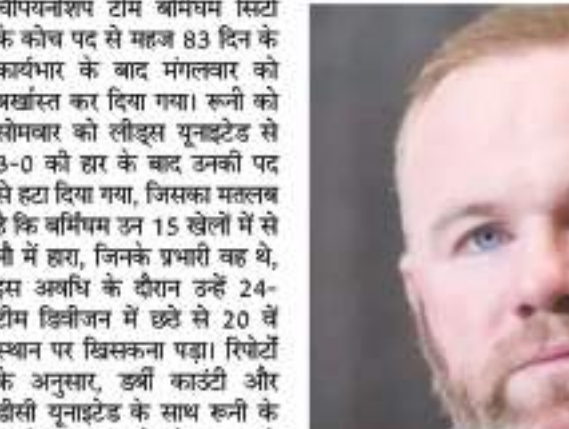 चैंपियनशिप टीम बर्मिंघम सिटी
के कोच पद से महज 83 दिन के
कार्यभार के बाद मंगलवार को
बर्खास्त कर दिया गया। रूनी को
सोमवार को लीड्स यूनाइटेड से
3-0 की हार के बाद उनकी पद
से हटा दिया गया, जिसका मतलब
है कि बर्मिंघम उन 15 खेलों में से
नौ में हारा, जिनके प्रभारी वह थे,
इस अवधि के दौरान उन्हें 24-
टीम डिवीजन में छठे से 20 वें
स्थान पर खिसकना पड़ा। रिपोर्टों
के अनुसार, डर्बी काउंटी और
डीसी यूनाइटेड के साथ रूनी के